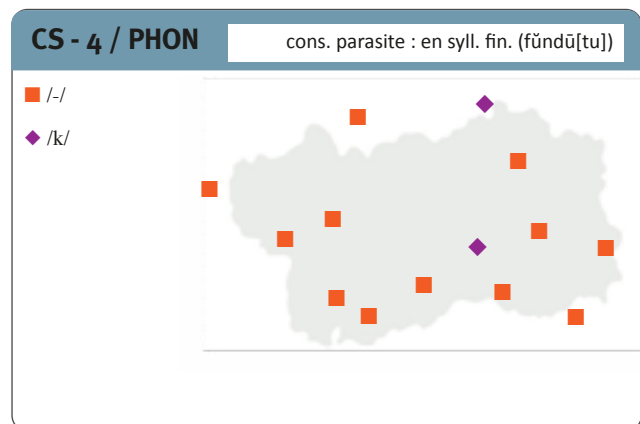 CS - 4 / PHON
cons. parasite : en syll. fin. (fŭndū[tu])
/-/
/k/